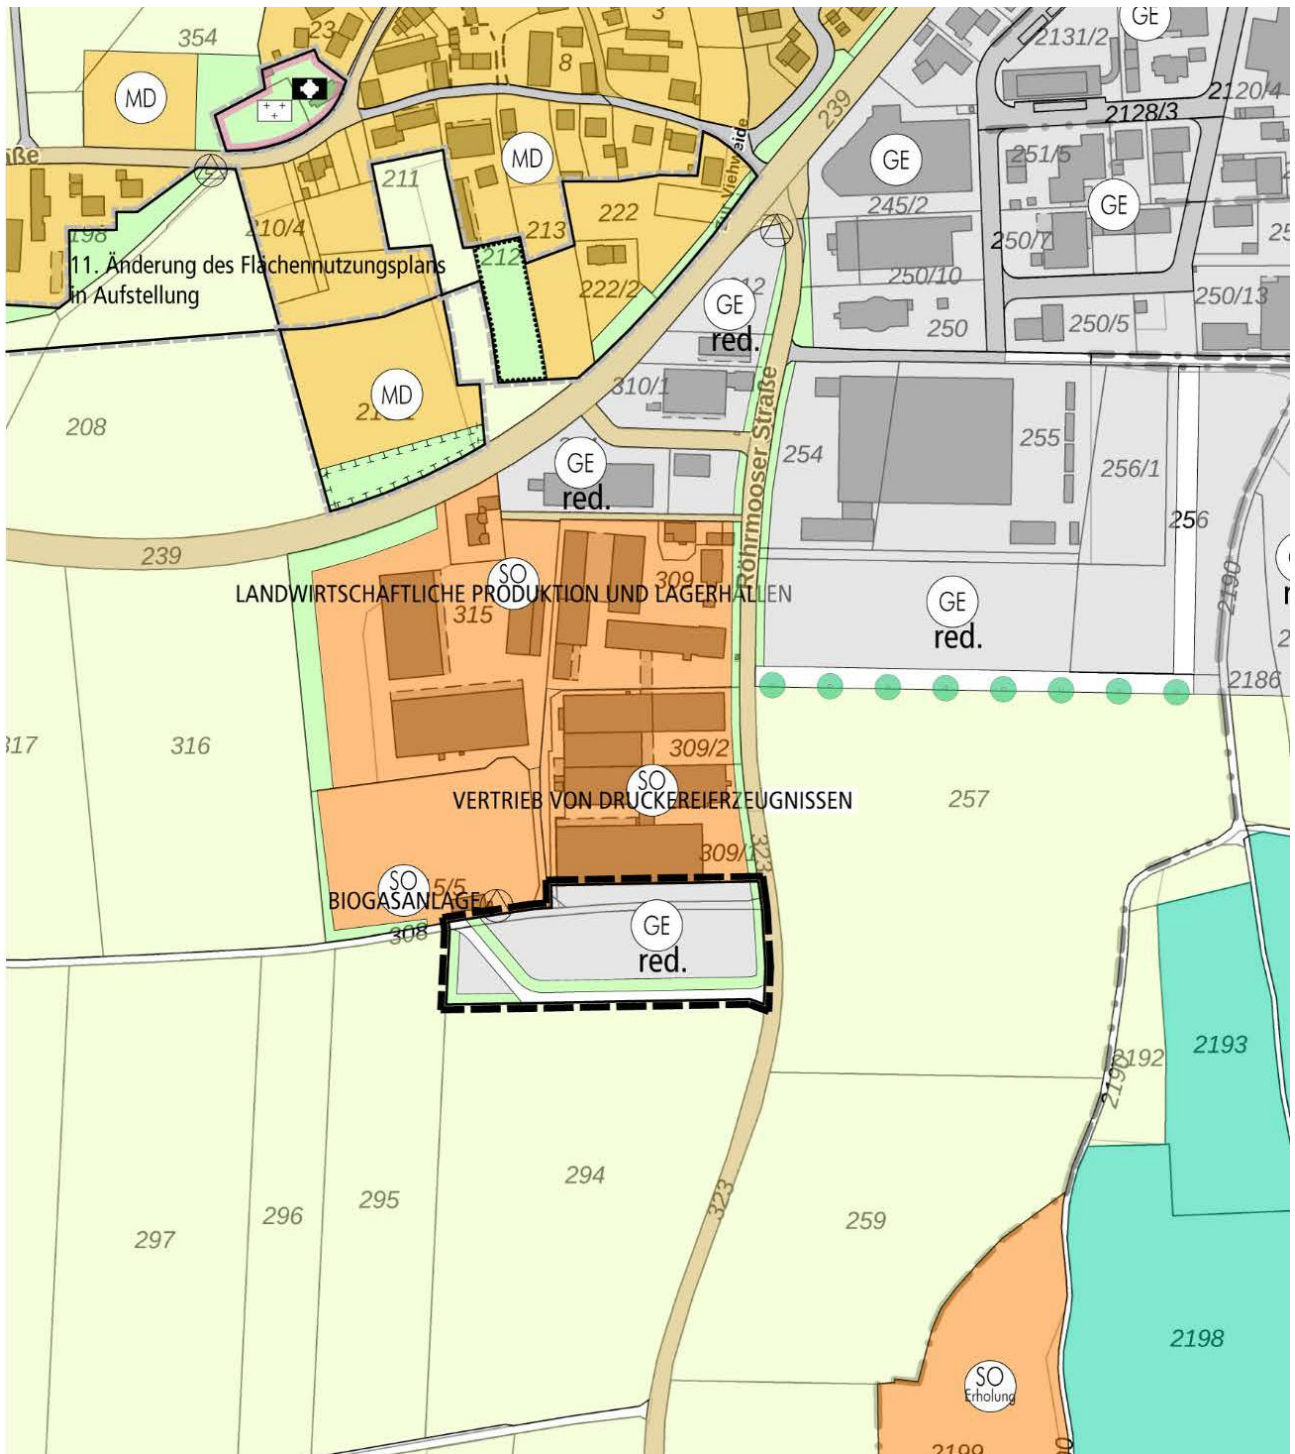 354
23
3
GE
2131/2
8
MD
239
2120/4
2128/3
aße
MD
GE
251/5
211
Zur Viehweide
GE
198
210/4
213
222
245/2
250/7
11. Änderung des Flächennutzungsplans
in Aufstellung
212
222/2
250/10
GE
red.
250
250/5
250/13
MD
310/1
208
254
255
256/1
GE
red.
256
Röhrmooser Straße
239
SO
309
LANDWIRTSCHAFTLICHE PRODUKTION UND LAGERHALLEN
315
GE
red.
2190
2186
317
316
309/2
SO
VERTRIEB VON DRUCKEREIERZEUGNISSEN
257
309/1
323
SO
BIOGASANLAGE
308
GE
red.
2193
2192
2190
294
295
296
297
323
259
2198
SO
Erholung
2199